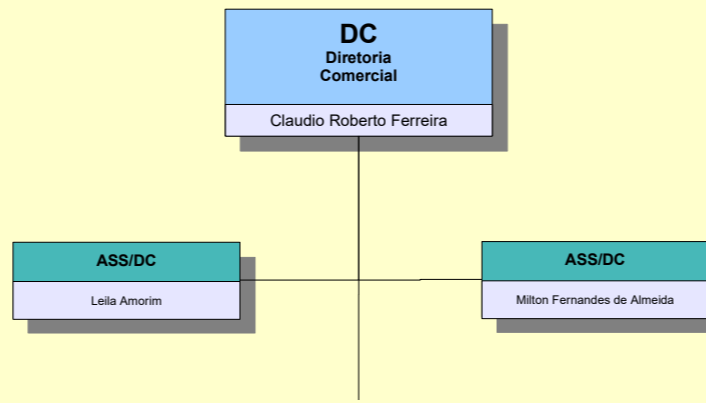 DC
Diretoria
Comercial
Claudio Roberto Ferreira
ASS/DC
Leila Amorim
ASS/DC
Milton Fernandes de Almeida